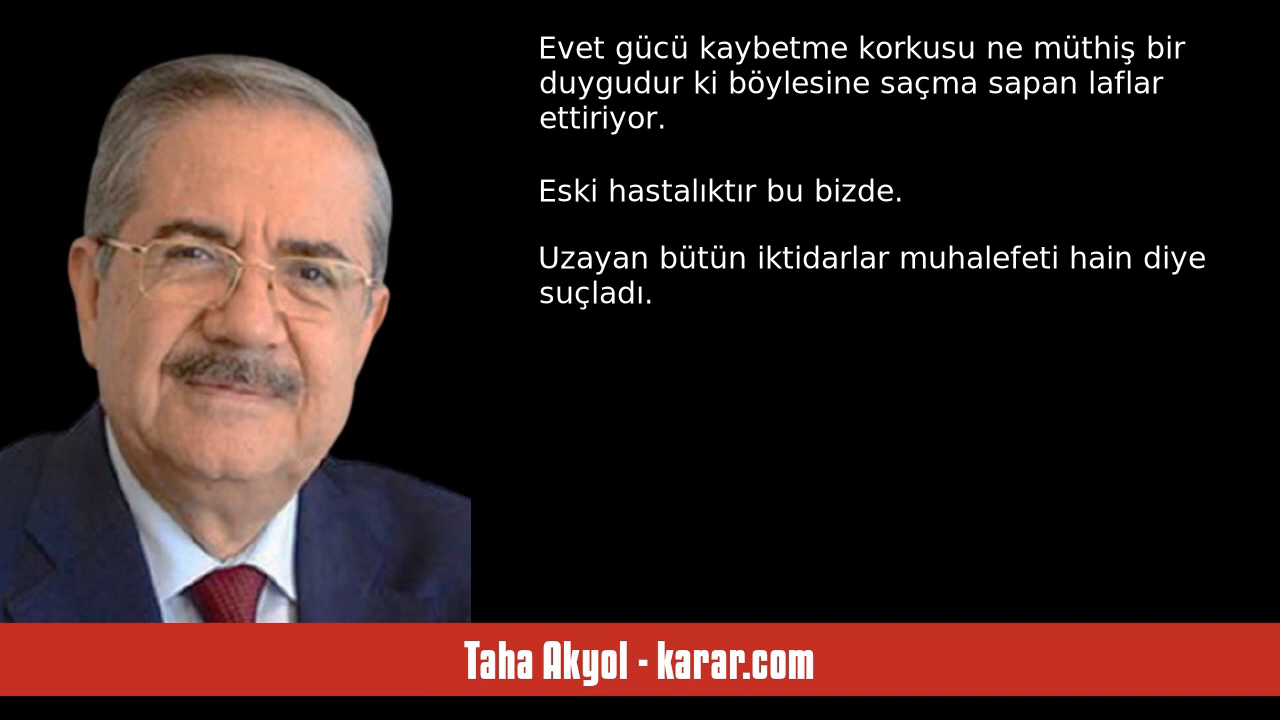 Evet gücü kaybetme korkusu ne müthiş bir
duygudur ki böylesine saçma sapan laflar
ettiriyor.
Eski hastalıktır bu bizde.
Uzayan bütün iktidarlar muhalefeti hain diye
suçladı.
Taha Akyol - karar.com